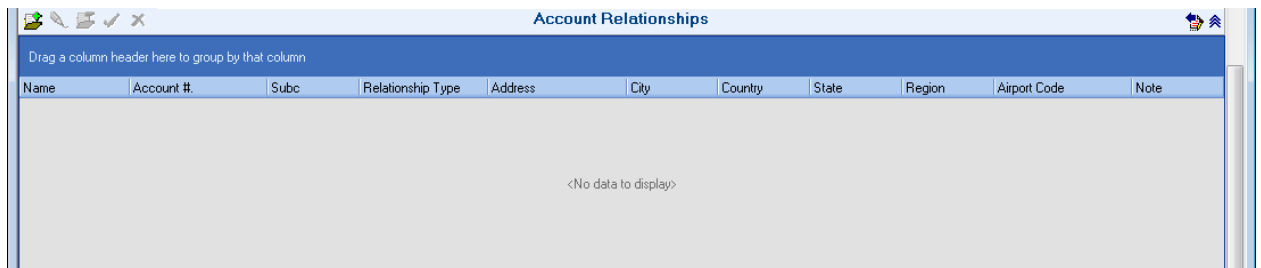 Account Relationships
Drag a column header here to group by that column
Name Account #. Subc Relationship Type Address City Country State Region Airport Code Note
<No data to display>